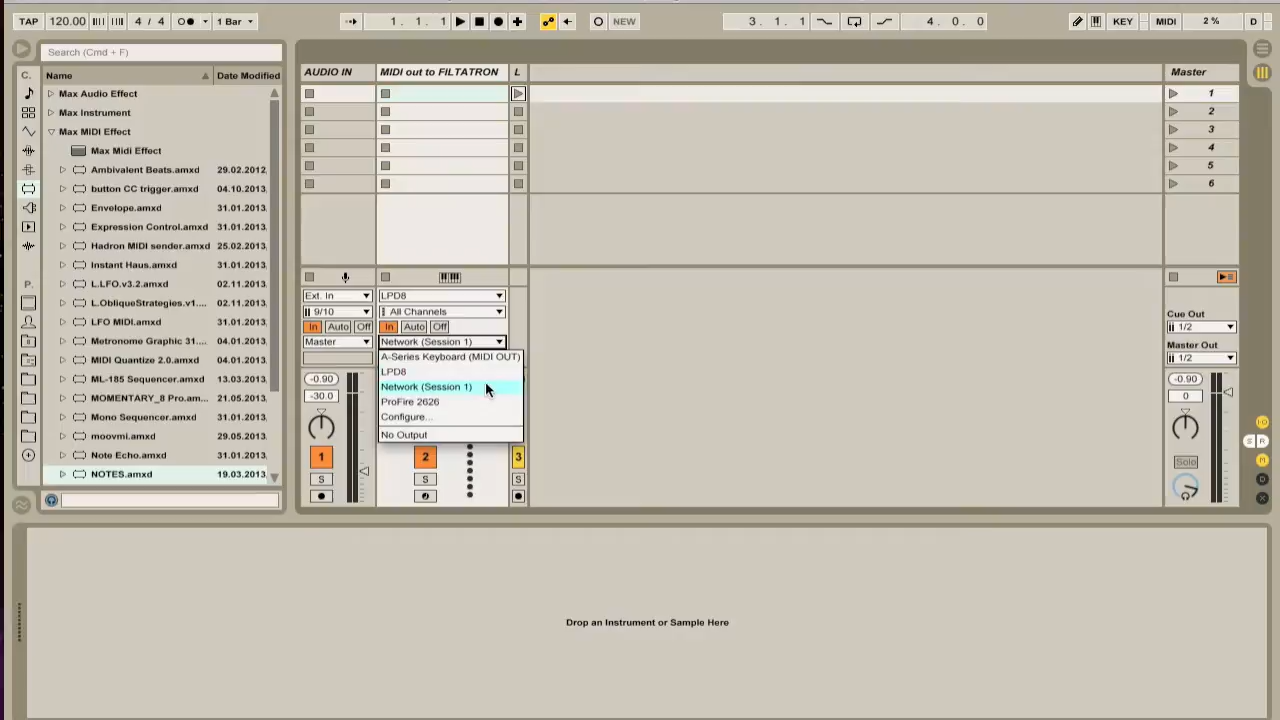 TAP 120.00 4 / 4 1 Bar 1. 1. 1 NEW 3. 1. 1 4. 0. 0 KEY MIDI 2 % D
Search (Cmd + F)
C. Name Date Modified
Max Audio Effect
Max Instrument
Max MIDI Effect
Max Midi Effect
Ambivalent Beats.amxd 29.02.2012,
button CC trigger.amxd 04.10.2013,
Envelope.amxd 31.01.2013,
Expression Control.amxd 31.01.2013,
Hadron MIDI sender.amxd 25.02.2013,
Instant Haus.amxd 31.01.2013,
P. L.LFO.v3.2.amxd 02.11.2013,
L.ObliqueStrategies.v1.... 02.11.2013,
LFO MIDI.amxd 31.01.2013,
Metronome Graphic 31.... 04.01.2013,
MIDI Quantize 2.0.amxd 04.01.2013,
ML-185 Sequencer.amxd 13.03.2013,
MOMENTARY_8 Pro.am... 21.05.2013,
Mono Sequencer.amxd 04.01.2013,
moovmi.amxd 29.05.2013,
Note Echo.amxd 31.01.2013,
NOTES.amxd 19.03.2013,
AUDIO IN MIDI out to FILTATRON L Master
1
2
3
4
5
6
Ext. In LPD8
9/10 All Channels
In Auto Off In Auto Off
Master Network (Session 1)
A-Series Keyboard (MIDI OUT)
LPD8
Network (Session 1)
ProFire 2626
Configure...
No Output
-0.90
-30.0
1 2 3
S S S
Cue Out
1/2
Master Out
1/2
-0.90
0
Solo
S R
D
X
Drop an Instrument or Sample Here